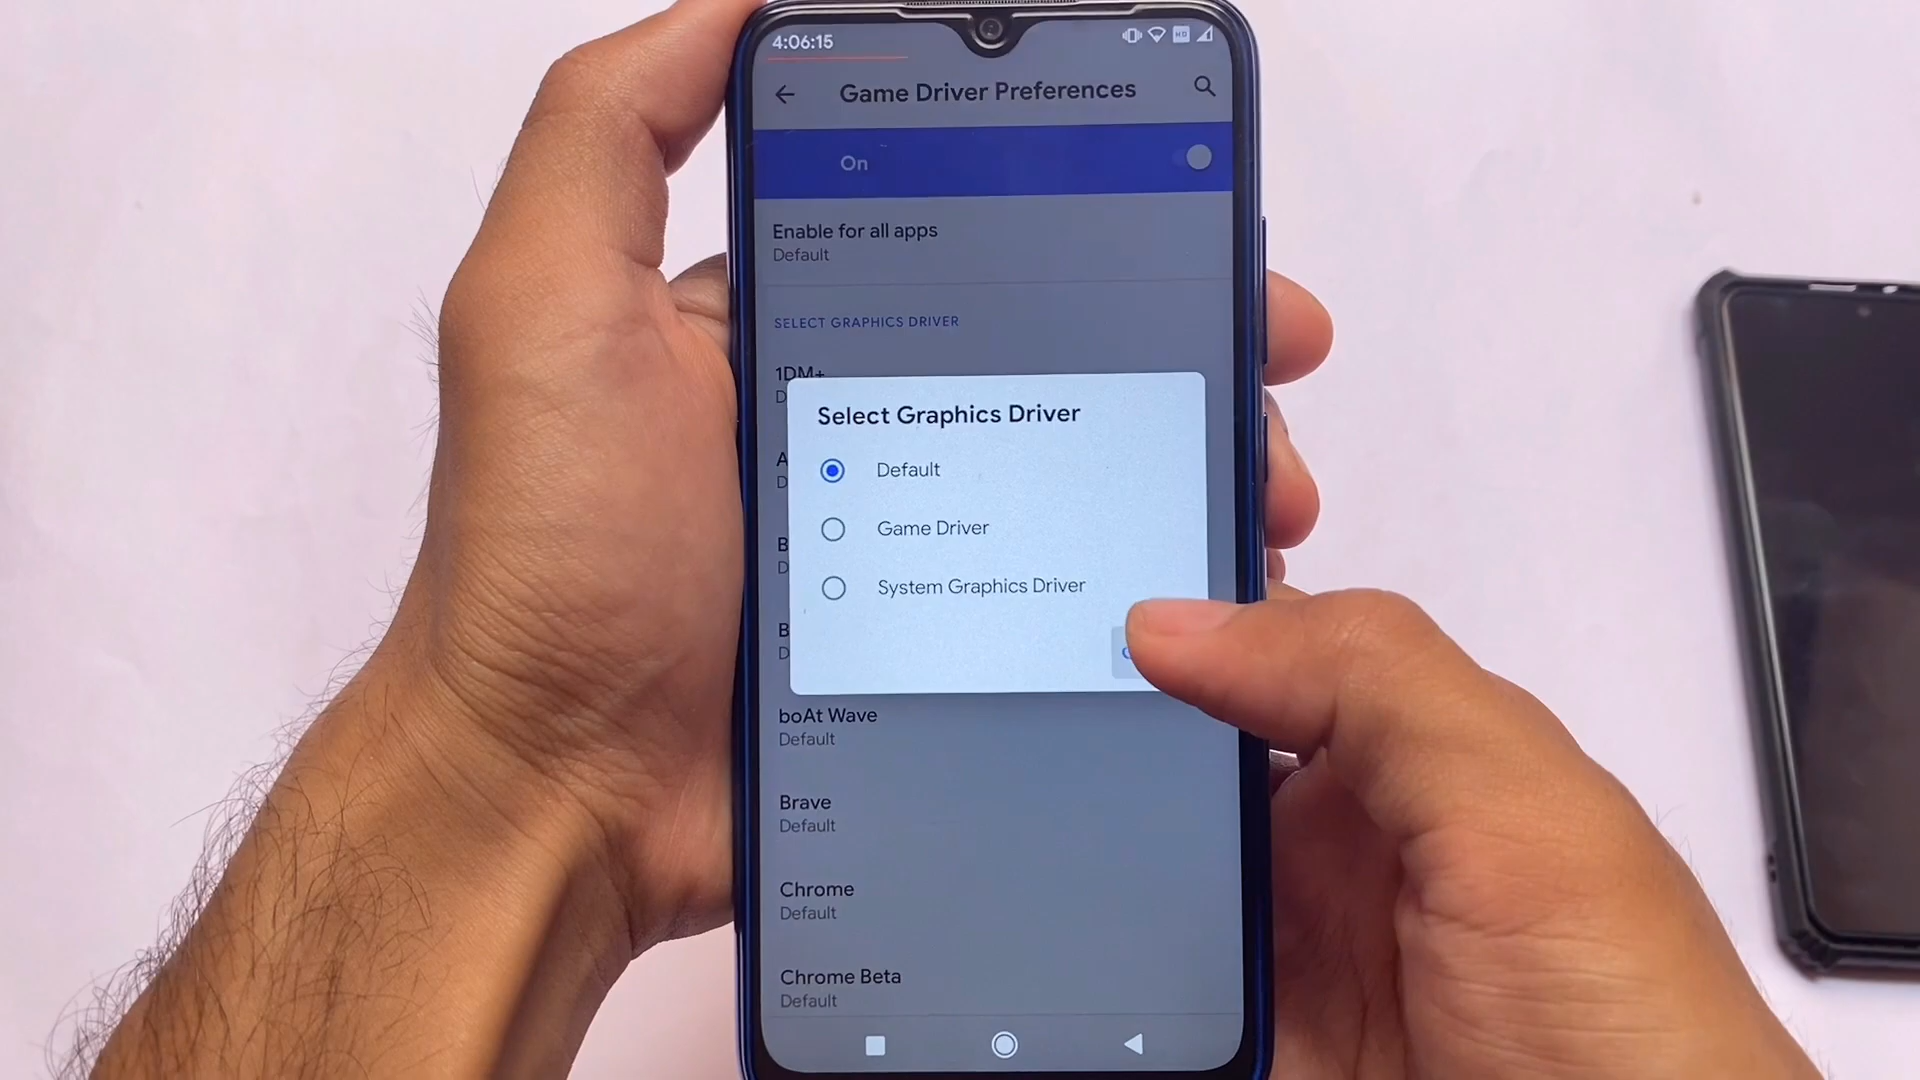 4:06:15
HD
Game Driver Preferences
On
Enable for all apps
Default
SELECT GRAPHICS DRIVER
1DM+
Select Graphics Driver
Default
Game Driver
System Graphics Driver
boAt Wave
Default
Brave
Default
Chrome
Default
Chrome Beta
Default